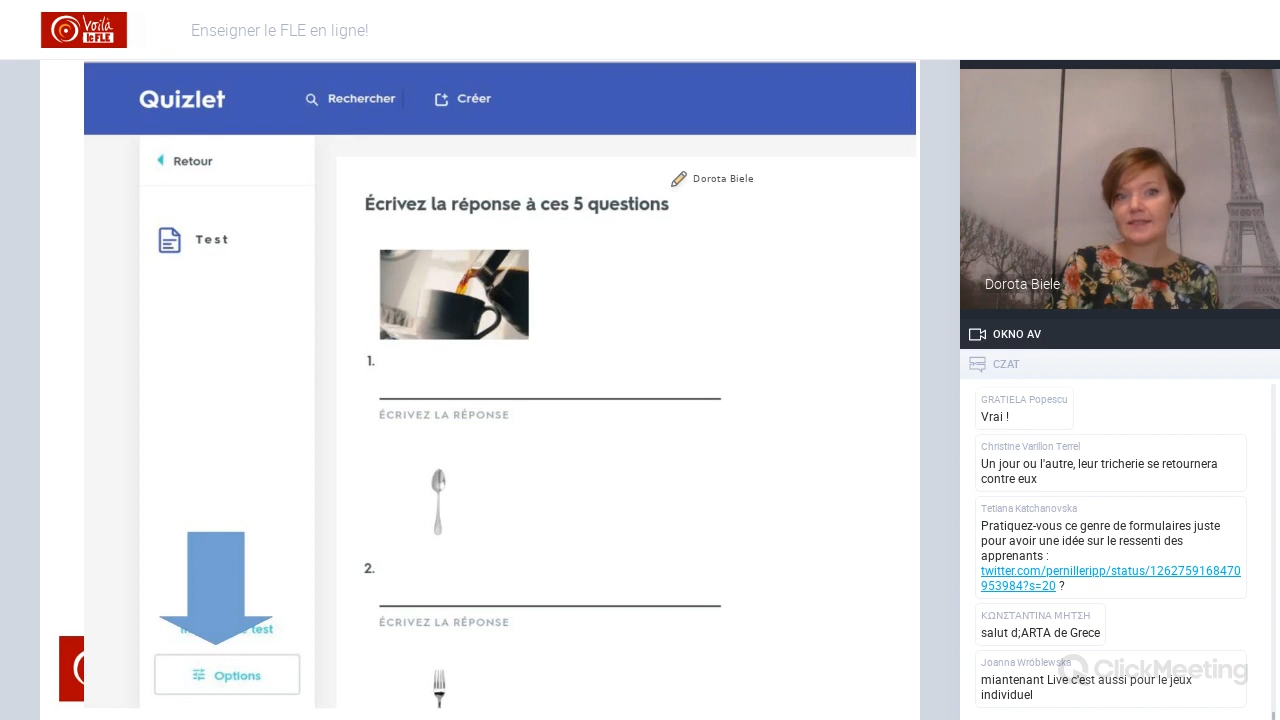 Voilà
le FLE
Enseigner le FLE en ligne!
Quizlet
Rechercher
Créer
Retour
Dorota Biele
Écrivez la réponse à ces 5 questions
Test
1.
ÉCRIVEZ LA RÉPONSE
2.
ÉCRIVEZ LA RÉPONSE
test
Options
Dorota Biele
OKNO AV
CZAT
GRATIELA Popescu
Vrai !
Christine Varillon Terrel
Un jour ou l'autre, leur tricherie se retournera
contre eux
Tetiana Katchanovska
Pratiquez-vous ce genre de formulaires juste
pour avoir une idée sur le ressenti des
apprenants :
twitter.com/pernilleripp/status/1262759168470
953984?s=20 ?
ΚΩΝΣΤΑΝΤΙΝΑ ΜΗΤΣΗ
salut d;ARTA de Grece
Joanna Wróblewska
ClickMeeting
miantenant Live c'est aussi pour le jeux
individuel